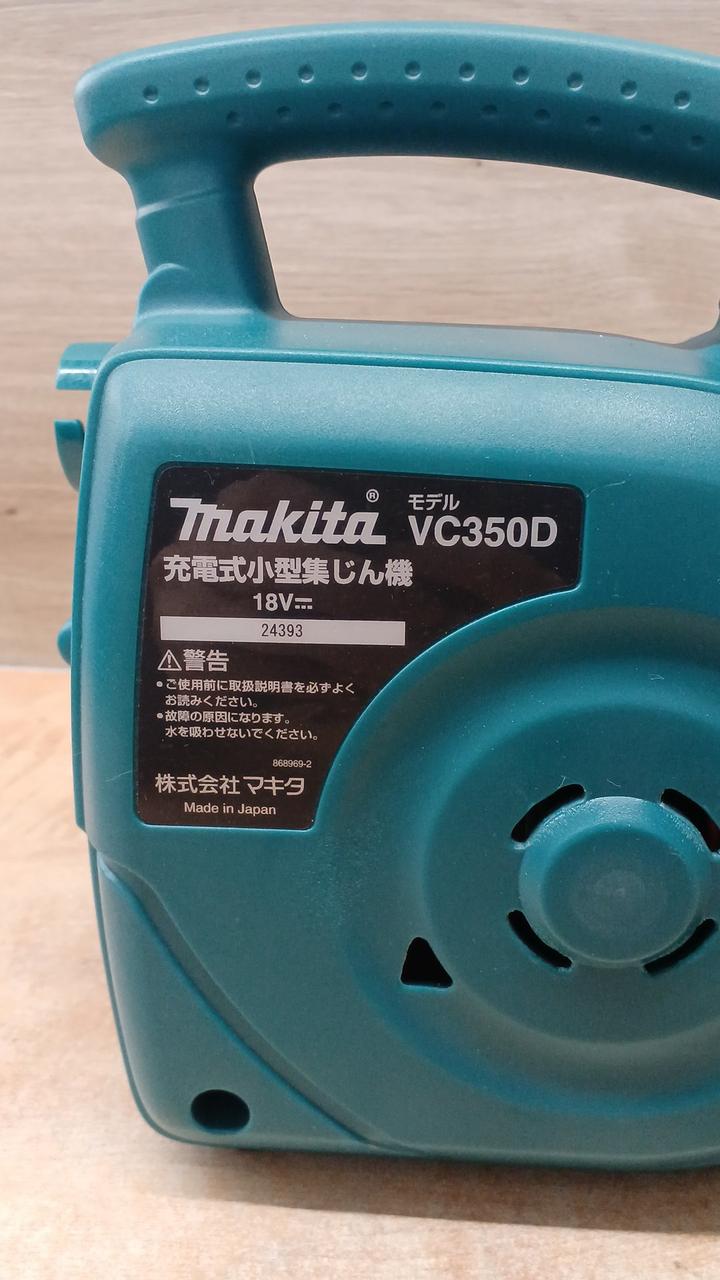 makita®
モデル
VC350D
充電式小型集じん機
18V⎓
24393
⚠警告
•ご使用前に取扱説明書を必ずよく
お読みください。
•故障の原因になります。
水を吸わせないでください。
868969-2
株式会社マキタ
Made in Japan